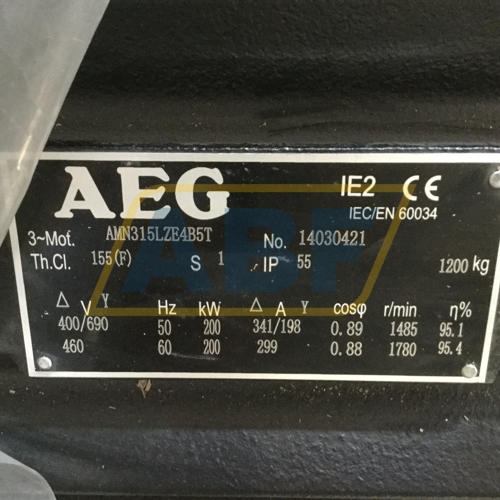 AEG
IE2 CE
IEC/EN 60034
3~Mot. AMN315LZE4B5T No. 14030421
Th.Cl. 155(F) S 1 IP 55 1200 kg
Δ V Y Hz kW Δ A Y cosφ r/min η%
400/690 50 200 341/198 0.89 1485 95.1
460 60 200 299 0.88 1780 95.4
ABF